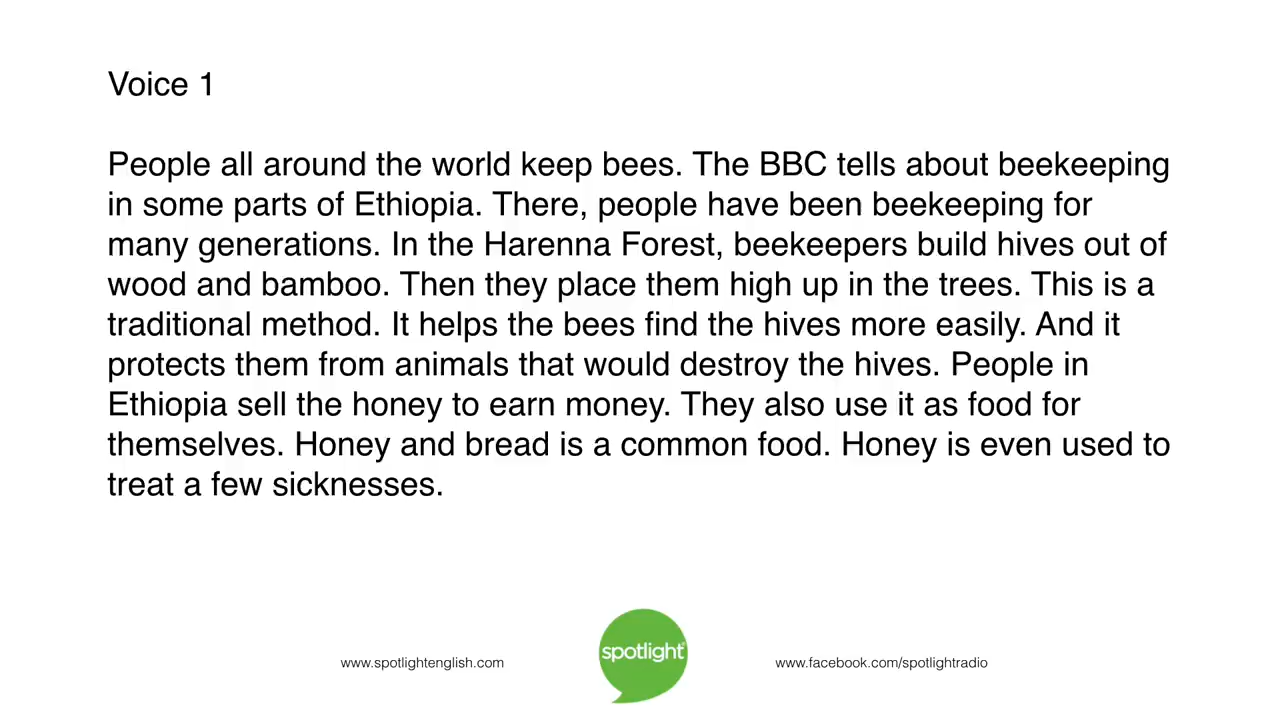 Voice 1
People all around the world keep bees. The BBC tells about beekeeping
in some parts of Ethiopia. There, people have been beekeeping for
many generations. In the Harenna Forest, beekeepers build hives out of
wood and bamboo. Then they place them high up in the trees. This is a
traditional method. It helps the bees find the hives more easily. And it
protects them from animals that would destroy the hives. People in
Ethiopia sell the honey to earn money. They also use it as food for
themselves. Honey and bread is a common food. Honey is even used to
treat a few sicknesses.
www.spotlightenglish.com
spotlight
www.facebook.com/spotlightradio